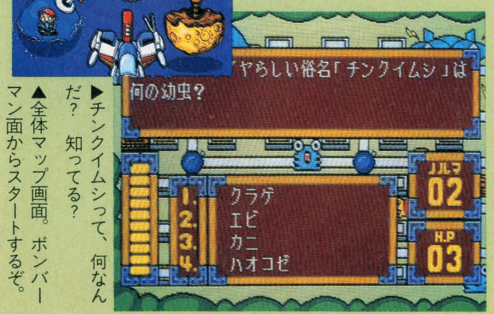 ヤらしい俗名「チンクイムシ」は
何の幼虫?
1. クラゲ
2. エビ
3. カニ
4. ハオコゼ
ノルマ
02
H.P
03
▶チンクイムシって、何なん
だ? 知ってる?
▲全体マップ画面。ボンバー
マン面からスタートするぞ。